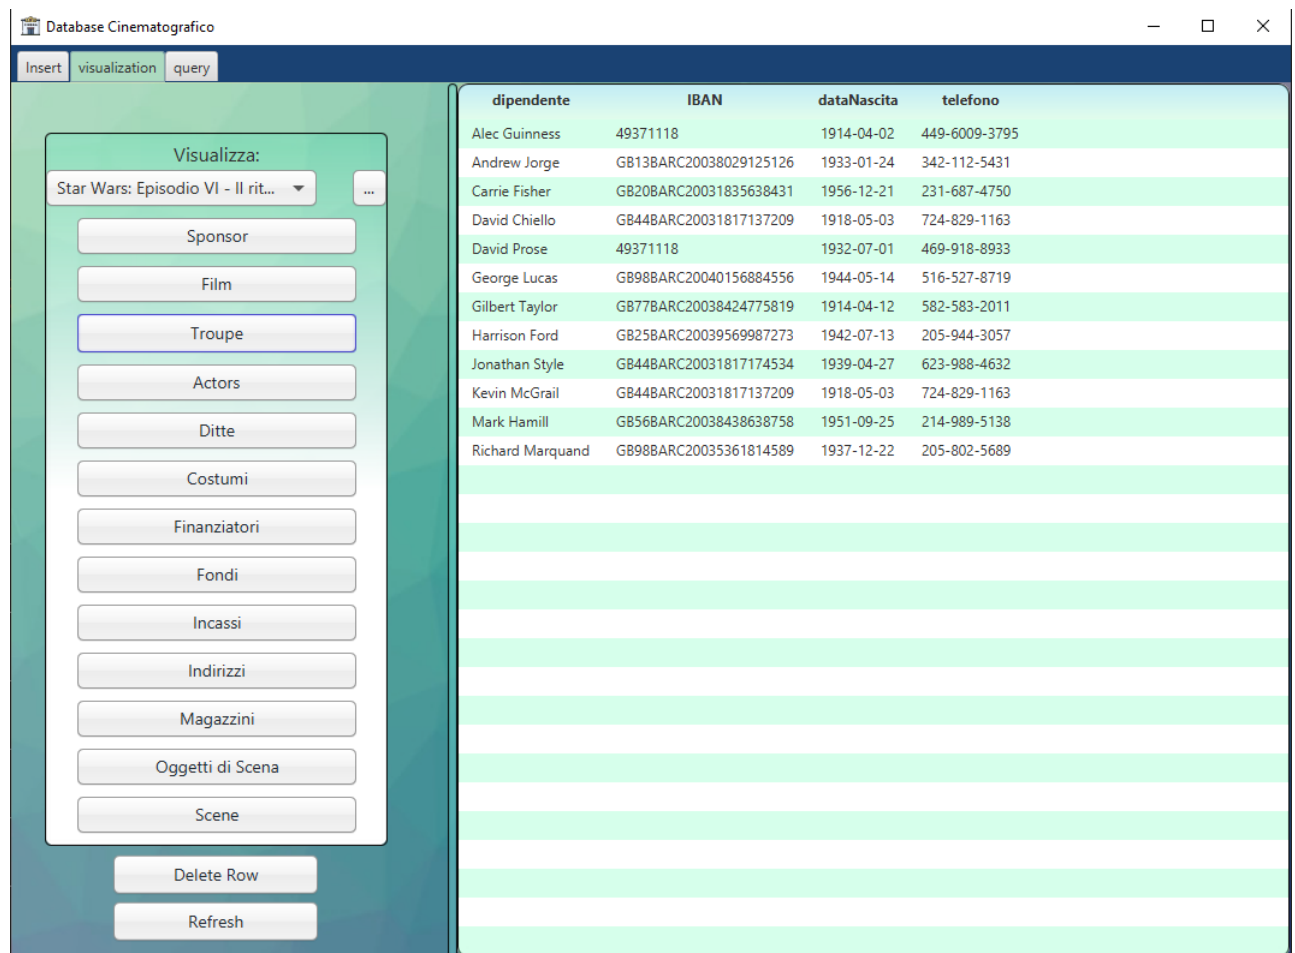 Database Cinematografico
Insert visualization query
Visualizza:
Star Wars: Episodio VI - Il rit... ...
Sponsor
Film
Troupe
Actors
Ditte
Costumi
Finanziatori
Fondi
Incassi
Indirizzi
Magazzini
Oggetti di Scena
Scene
Delete Row
Refresh
dipendente IBAN dataNascita telefono
Alec Guinness 49371118 1914-04-02 449-6009-3795
Andrew Jorge GB13BARC20038029125126 1933-01-24 342-112-5431
Carrie Fisher GB20BARC20031835638431 1956-12-21 231-687-4750
David Chiello GB44BARC20031817137209 1918-05-03 724-829-1163
David Prose 49371118 1932-07-01 469-918-8933
George Lucas GB98BARC20040156884556 1944-05-14 516-527-8719
Gilbert Taylor GB77BARC20038424775819 1914-04-12 582-583-2011
Harrison Ford GB25BARC20039569987273 1942-07-13 205-944-3057
Jonathan Style GB44BARC20031817174534 1939-04-27 623-988-4632
Kevin McGrail GB44BARC20031817137209 1918-05-03 724-829-1163
Mark Hamill GB56BARC20038438638758 1951-09-25 214-989-5138
Richard Marquand GB98BARC20035361814589 1937-12-22 205-802-5689